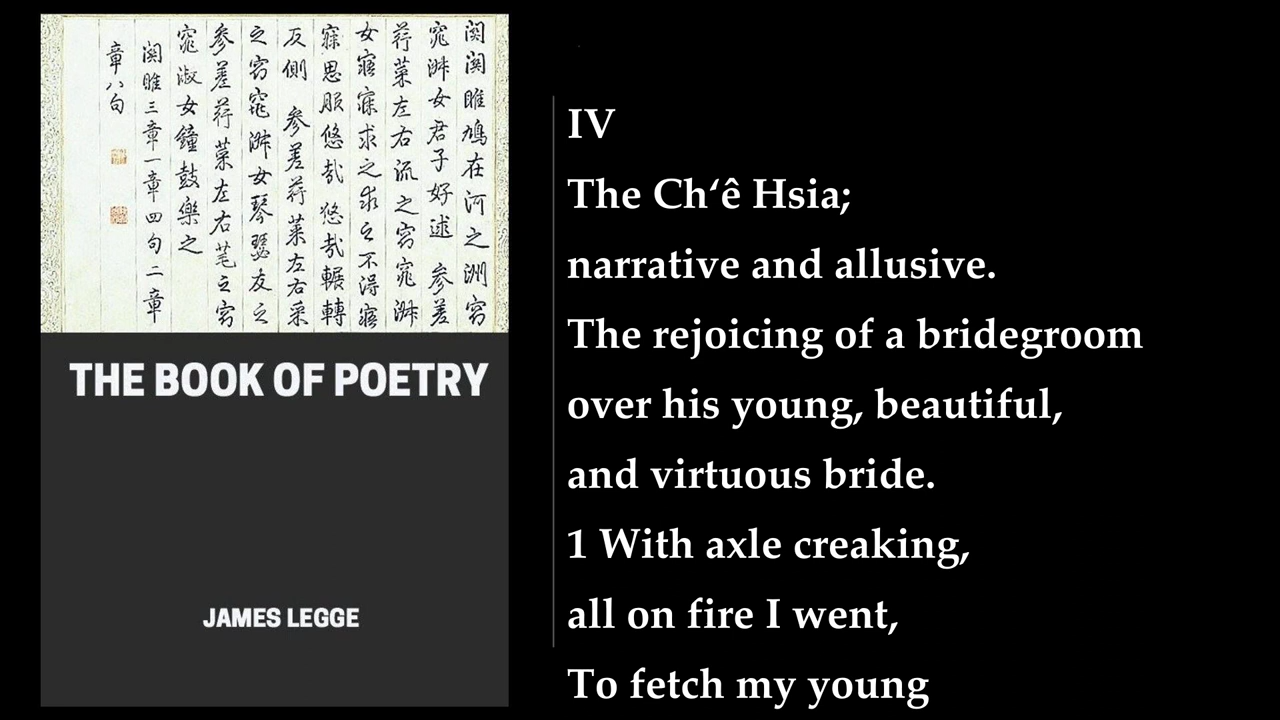 関関雎鳩在河之洲窈
窕淑女君子好逑 參差
荇菜左右流之窈窕淑
女寤寐求之求之不得寤
寐思服悠哉悠哉輾轉
反側 參差荇菜左右采
之窈窕淑女琴瑟友之
參差荇菜左右芼之窈
窕淑女鐘鼓樂之
関雎三章一章四句二章
章八句
THE BOOK OF POETRY
JAMES LEGGE
IV
The Ch‘ê Hsia;
narrative and allusive.
The rejoicing of a bridegroom
over his young, beautiful,
and virtuous bride.
1 With axle creaking,
all on fire I went,
To fetch my young